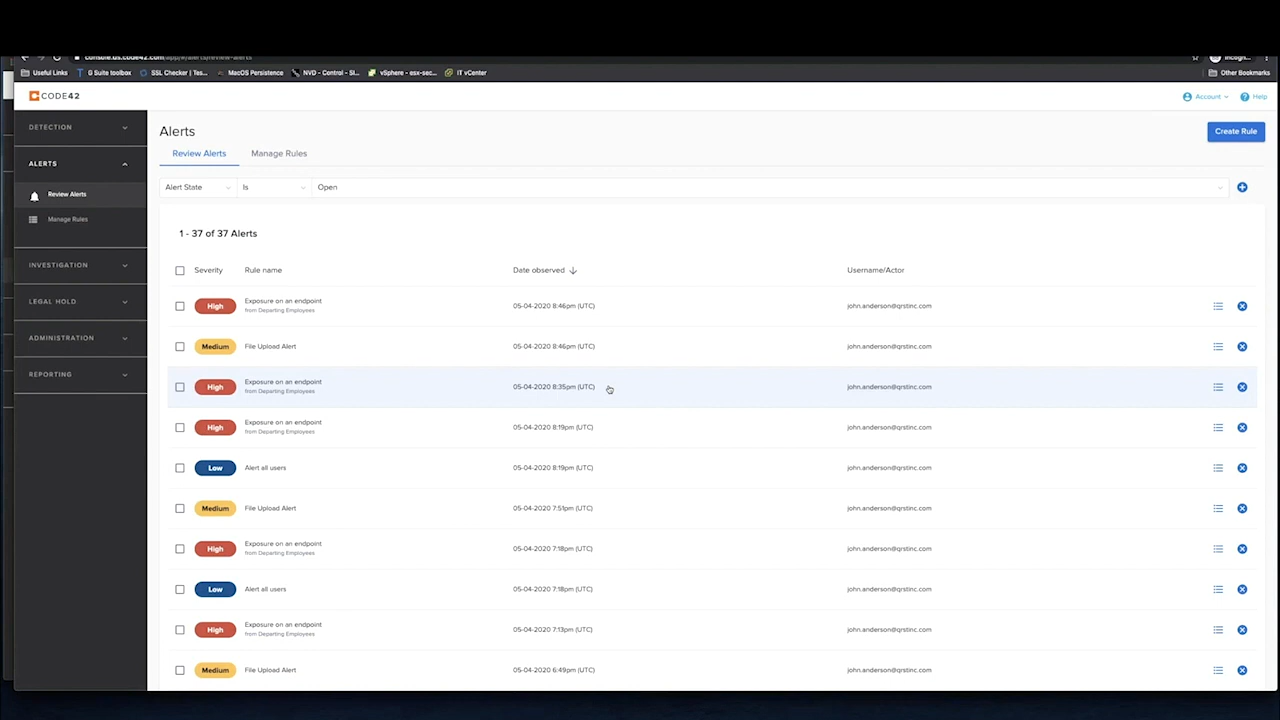 console.us.code42.com/app/#/alerts/review-alerts
Incogni...
Useful Links
G Suite toolbox
SSL Checker | Tes...
MacOS Persistence
NVD - Control - SI...
vSphere - esx-sec...
IT vCenter
Other Bookmarks
CODE42
Account
Help
DETECTION
ALERTS
Review Alerts
Manage Rules
INVESTIGATION
LEGAL HOLD
ADMINISTRATION
REPORTING
Alerts
Create Rule
Review Alerts
Manage Rules
Alert State
Is
Open
1 - 37 of 37 Alerts
Severity
Rule name
Date observed
Username/Actor
High
Exposure on an endpoint
from Departing Employees
05-04-2020 8:46pm (UTC)
john.anderson@qrstinc.com
Medium
File Upload Alert
05-04-2020 8:46pm (UTC)
john.anderson@qrstinc.com
High
Exposure on an endpoint
from Departing Employees
05-04-2020 8:35pm (UTC)
john.anderson@qrstinc.com
High
Exposure on an endpoint
from Departing Employees
05-04-2020 8:19pm (UTC)
john.anderson@qrstinc.com
Low
Alert all users
05-04-2020 8:19pm (UTC)
john.anderson@qrstinc.com
Medium
File Upload Alert
05-04-2020 7:51pm (UTC)
john.anderson@qrstinc.com
High
Exposure on an endpoint
from Departing Employees
05-04-2020 7:18pm (UTC)
john.anderson@qrstinc.com
Low
Alert all users
05-04-2020 7:18pm (UTC)
john.anderson@qrstinc.com
High
Exposure on an endpoint
from Departing Employees
05-04-2020 7:13pm (UTC)
john.anderson@qrstinc.com
Medium
File Upload Alert
05-04-2020 6:49pm (UTC)
john.anderson@qrstinc.com